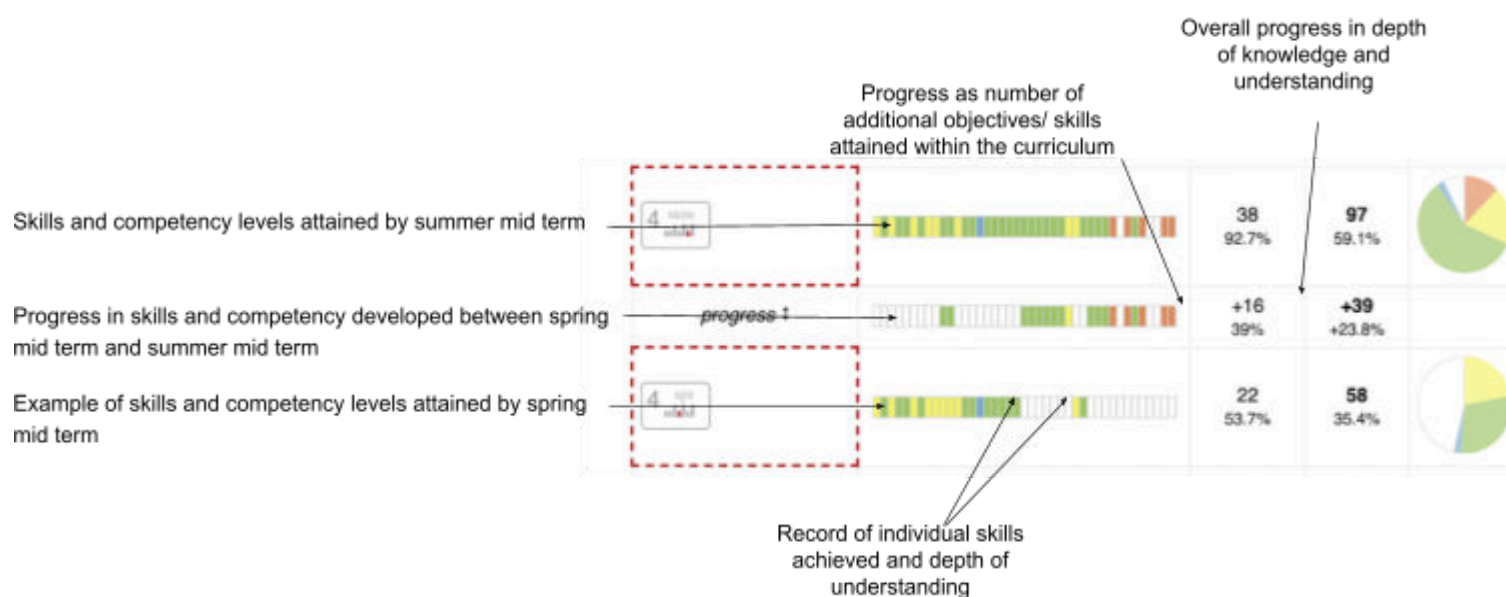 Overall progress in depth
of knowledge and
understanding
Progress as number of
additional objectives/ skills
attained within the curriculum
Skills and competency levels attained by summer mid term
4
38
92.7%
97
59.1%
Progress in skills and competency developed between spring
mid term and summer mid term
progress ‡
+16
39%
+39
+23.8%
Example of skills and competency levels attained by spring
mid term
4
22
53.7%
58
35.4%
Record of individual skills
achieved and depth of
understanding